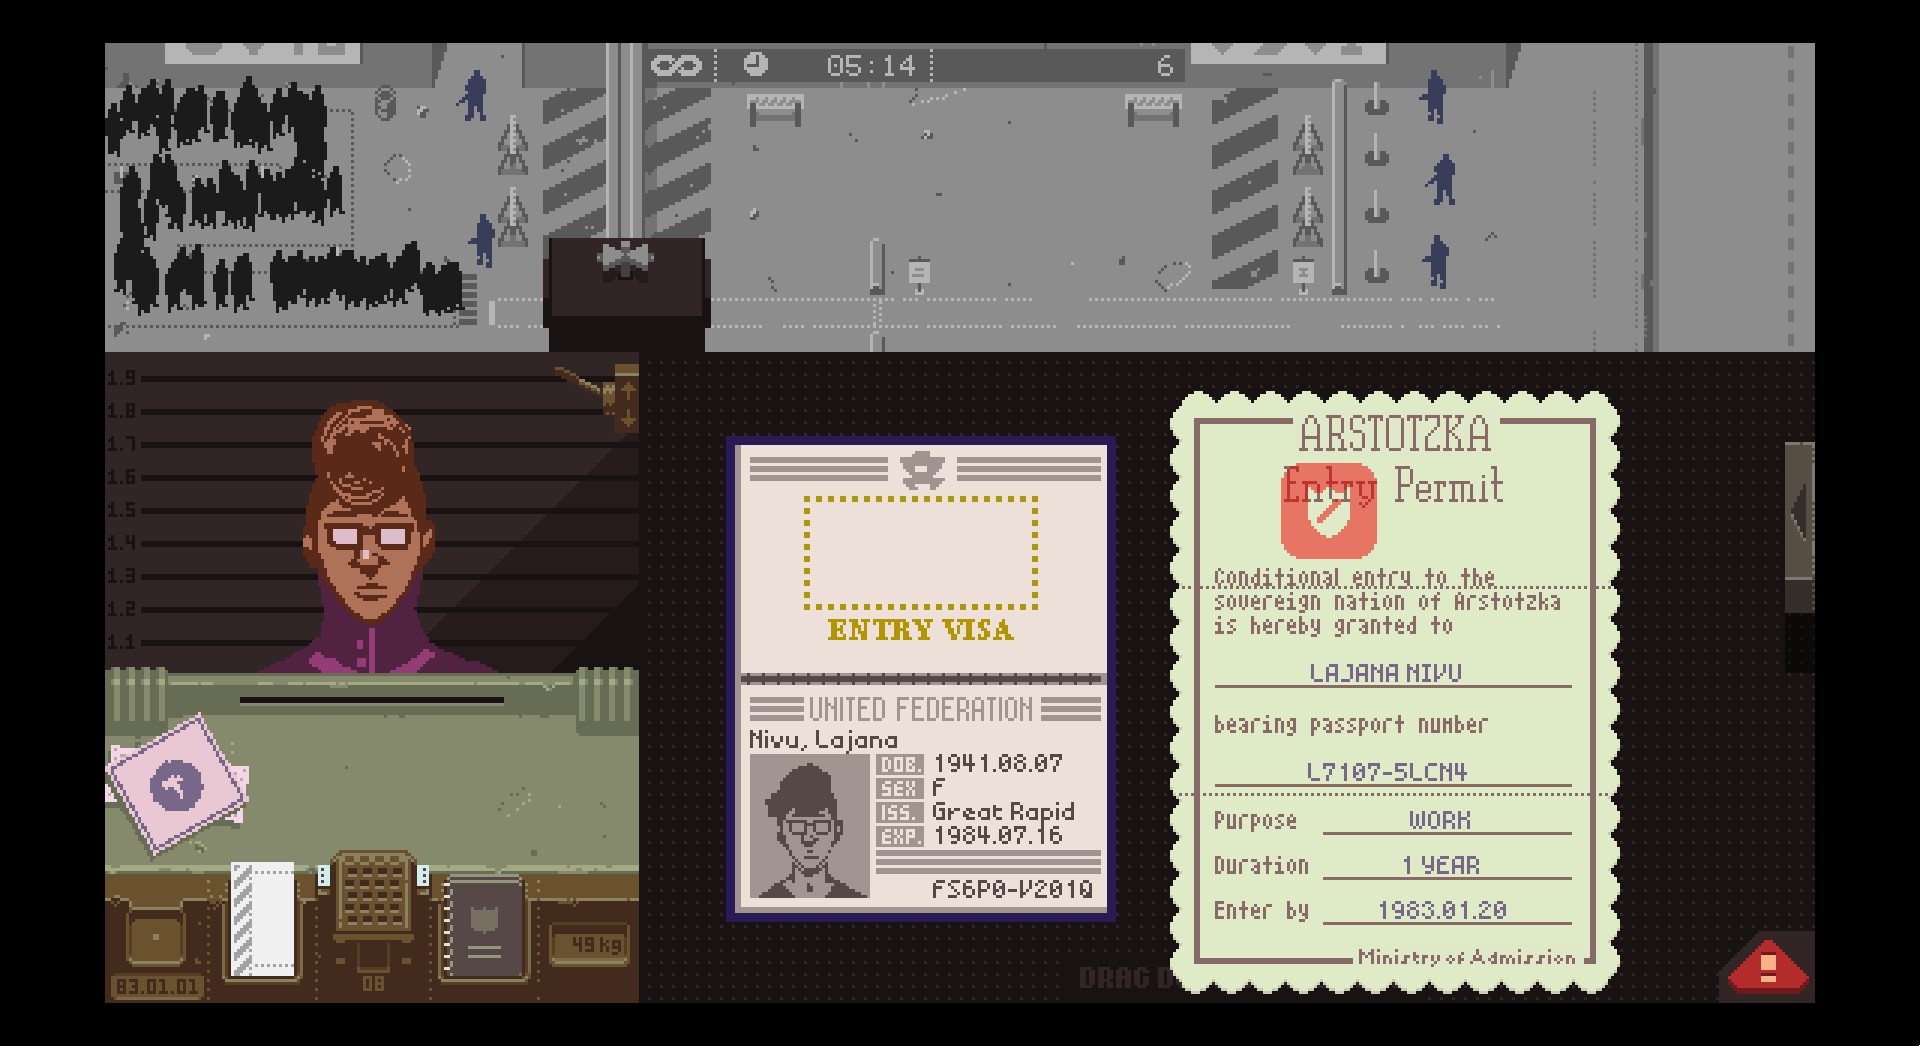 05:14
6
1.9
1.8
1.7
1.6
1.5
1.4
1.3
1.2
1.1
ENTRY VISA
UNITED FEDERATION
Nivu, Lajana
DOB. 1941.08.07
SEX F
ISS. Great Rapid
EXP. 1984.07.16
FS6P0-V201Q
ARSTOTZKA
Entry Permit
Conditional entry to the
sovereign nation of Arstotzka
is hereby granted to
LAJANA NIVU
bearing passport number
L7107-5LCN4
Purpose WORK
Duration 1 YEAR
Enter by 1983.01.20
Ministry of Admission
DRAG D
49kg
83.01.01
08